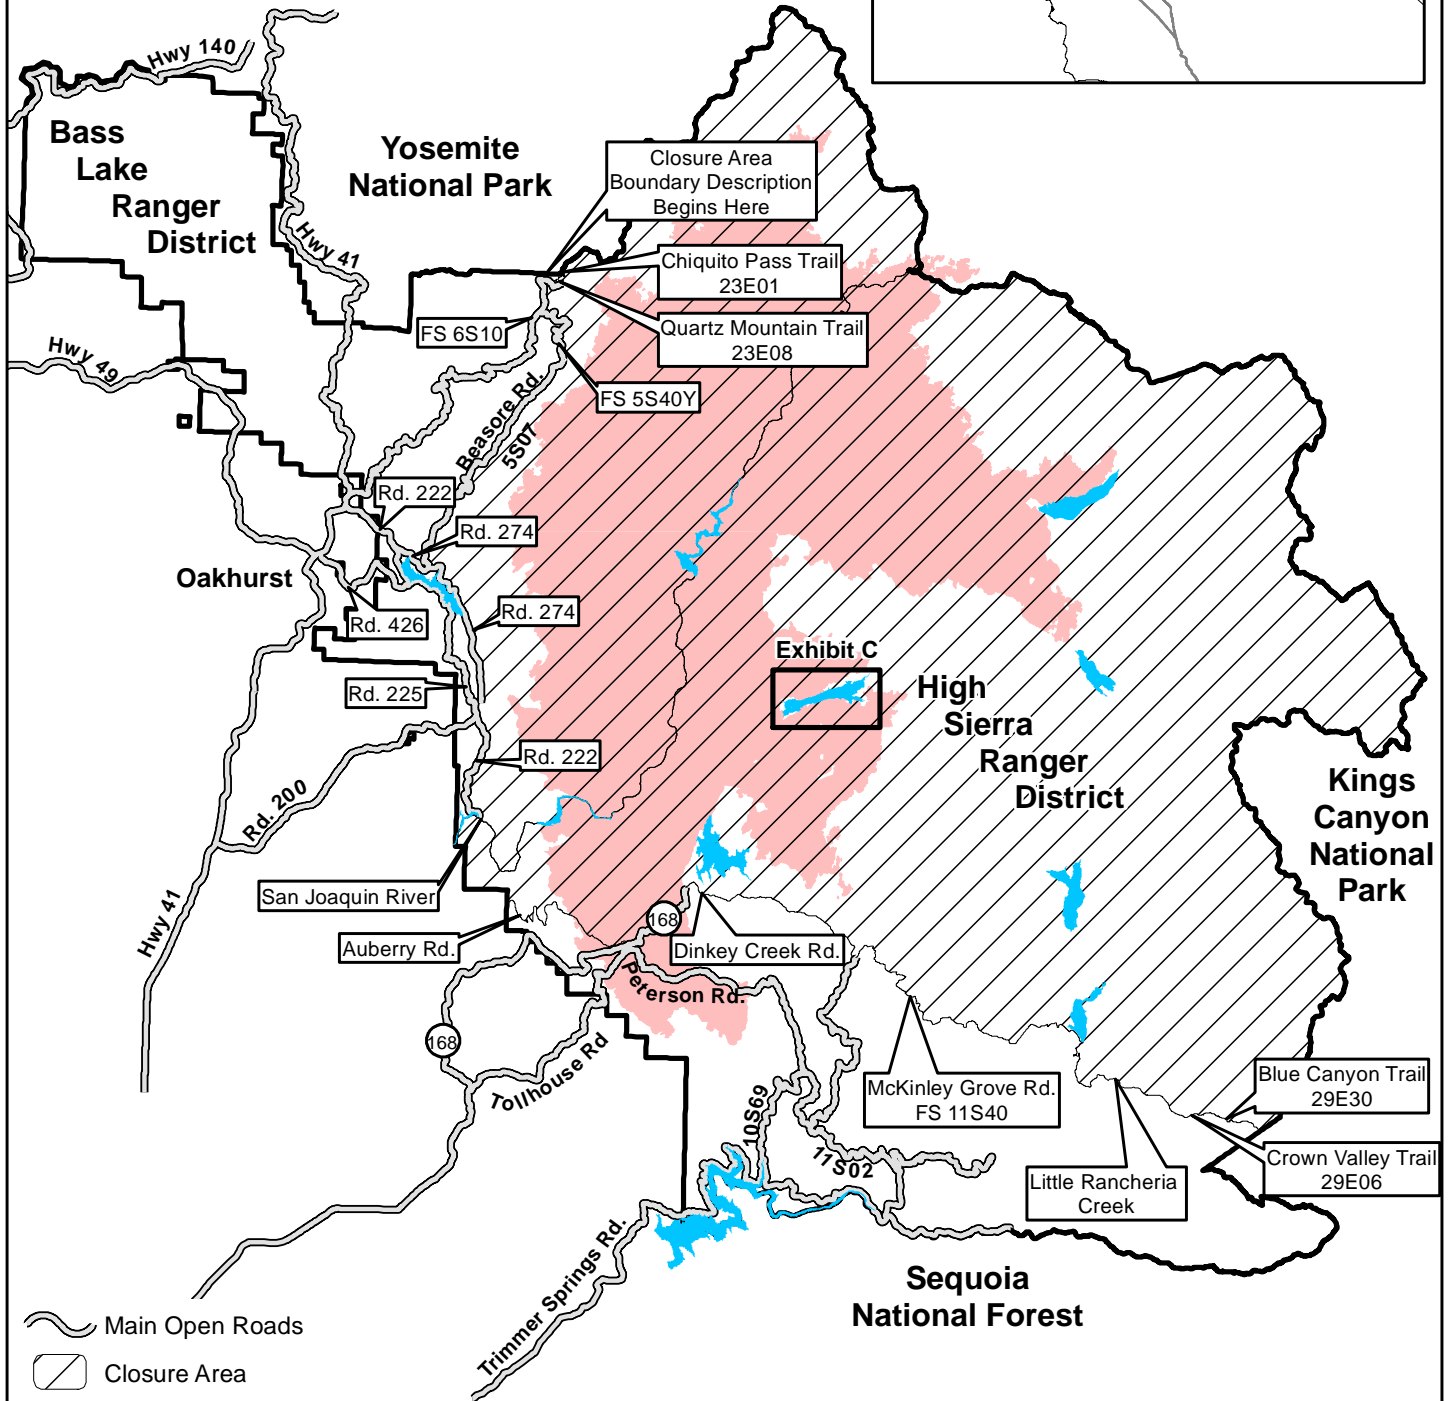 Hwy 140
Bass
Lake
Ranger
District
Yosemite
National Park
Closure Area
Boundary Description
Begins Here
Hwy 41
Chiquito Pass Trail
23E01
FS 6S10
Quartz Mountain Trail
23E08
Hwy 49
FS 5S40Y
Beasore Rd.
5S07
Rd. 222
Rd. 274
Oakhurst
Rd. 426
Rd. 274
Exhibit C
Rd. 225
High
Sierra
Ranger
District
Rd. 222
Kings
Canyon
National
Park
Rd. 200
San Joaquin River
Hwy 41
168
Auberry Rd.
Dinkey Creek Rd.
Peterson Rd.
168
Tollhouse Rd
McKinley Grove Rd.
FS 11S40
Blue Canyon Trail
29E30
10S69
11S02
Crown Valley Trail
29E06
Little Rancheria
Creek
Trimmer Springs Rd.
Sequoia
National Forest
Main Open Roads
Closure Area